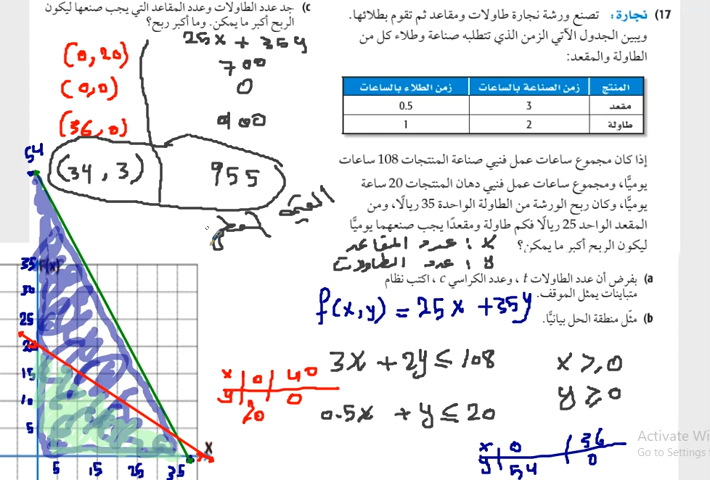 (17) نجارة: تصنع ورشة نجارة طاولات ومقاعد ثم تقوم بطلائها.
ويبين الجدول الآتي الزمن الذي تتطلبه صناعة وطلاء كل من
الطاولة والمقعد:
المنتج زمن الصناعة بالساعات زمن الطلاء بالساعات
مقعد 3 0.5
طاولة 2 1
إذا كان مجموع ساعات عمل فنيي صناعة المنتجات 108 ساعات
يوميًّا، ومجموع ساعات عمل فنيي دهان المنتجات 20 ساعة
يوميًّا، وكان ربح الورشة من الطاولة الواحدة 35 ريالًا، ومن
المقعد الواحد 25 ريالًا فكم طاولة ومقعدًا يجب صنعهما يوميًّا
ليكون الربح أكبر ما يمكن؟
x : عدد المقاعد
y : عدد الطاولات
(a بفرض أن عدد الطاولات t ، وعدد الكراسي c ، اكتب نظام
متباينات يمثل الموقف.
f(x,y) = 25x + 35y
(b مثّل منطقة الحل بيانيًّا.
3x + 2y ≤ 108
x ≥ 0
0.5x + y ≤ 20
y ≥ 0
x 0 40
y 20 0
x 0 36
y 54 0
(c جد عدد الطاولات وعدد المقاعد التي يجب صنعها ليكون
الربح أكبر ما يمكن. وما أكبر ربح؟
25x + 35y
(0,20) 700
(0,0) 0
(36,0) 900
(34,3) 955
54
f(x)
35
30
25
20
15
10
5
5 15 25 35
x
Activate Wi
Go to Settings